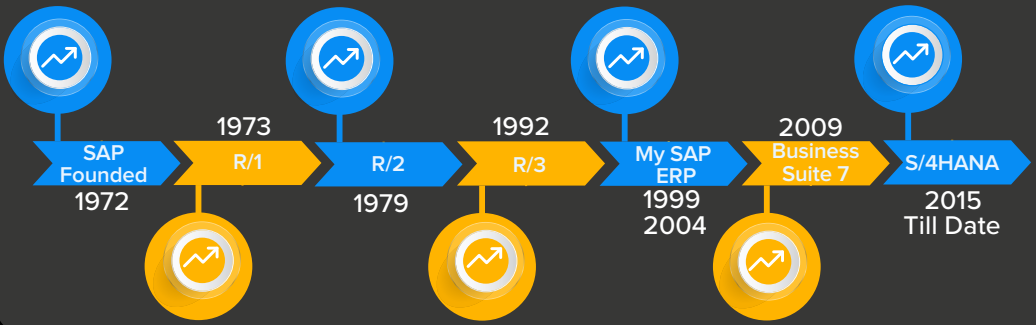 SAP
Founded
1972
1973
R/1
R/2
1979
1992
R/3
My SAP
ERP
1999
2004
2009
Business
Suite 7
S/4HANA
2015
Till Date